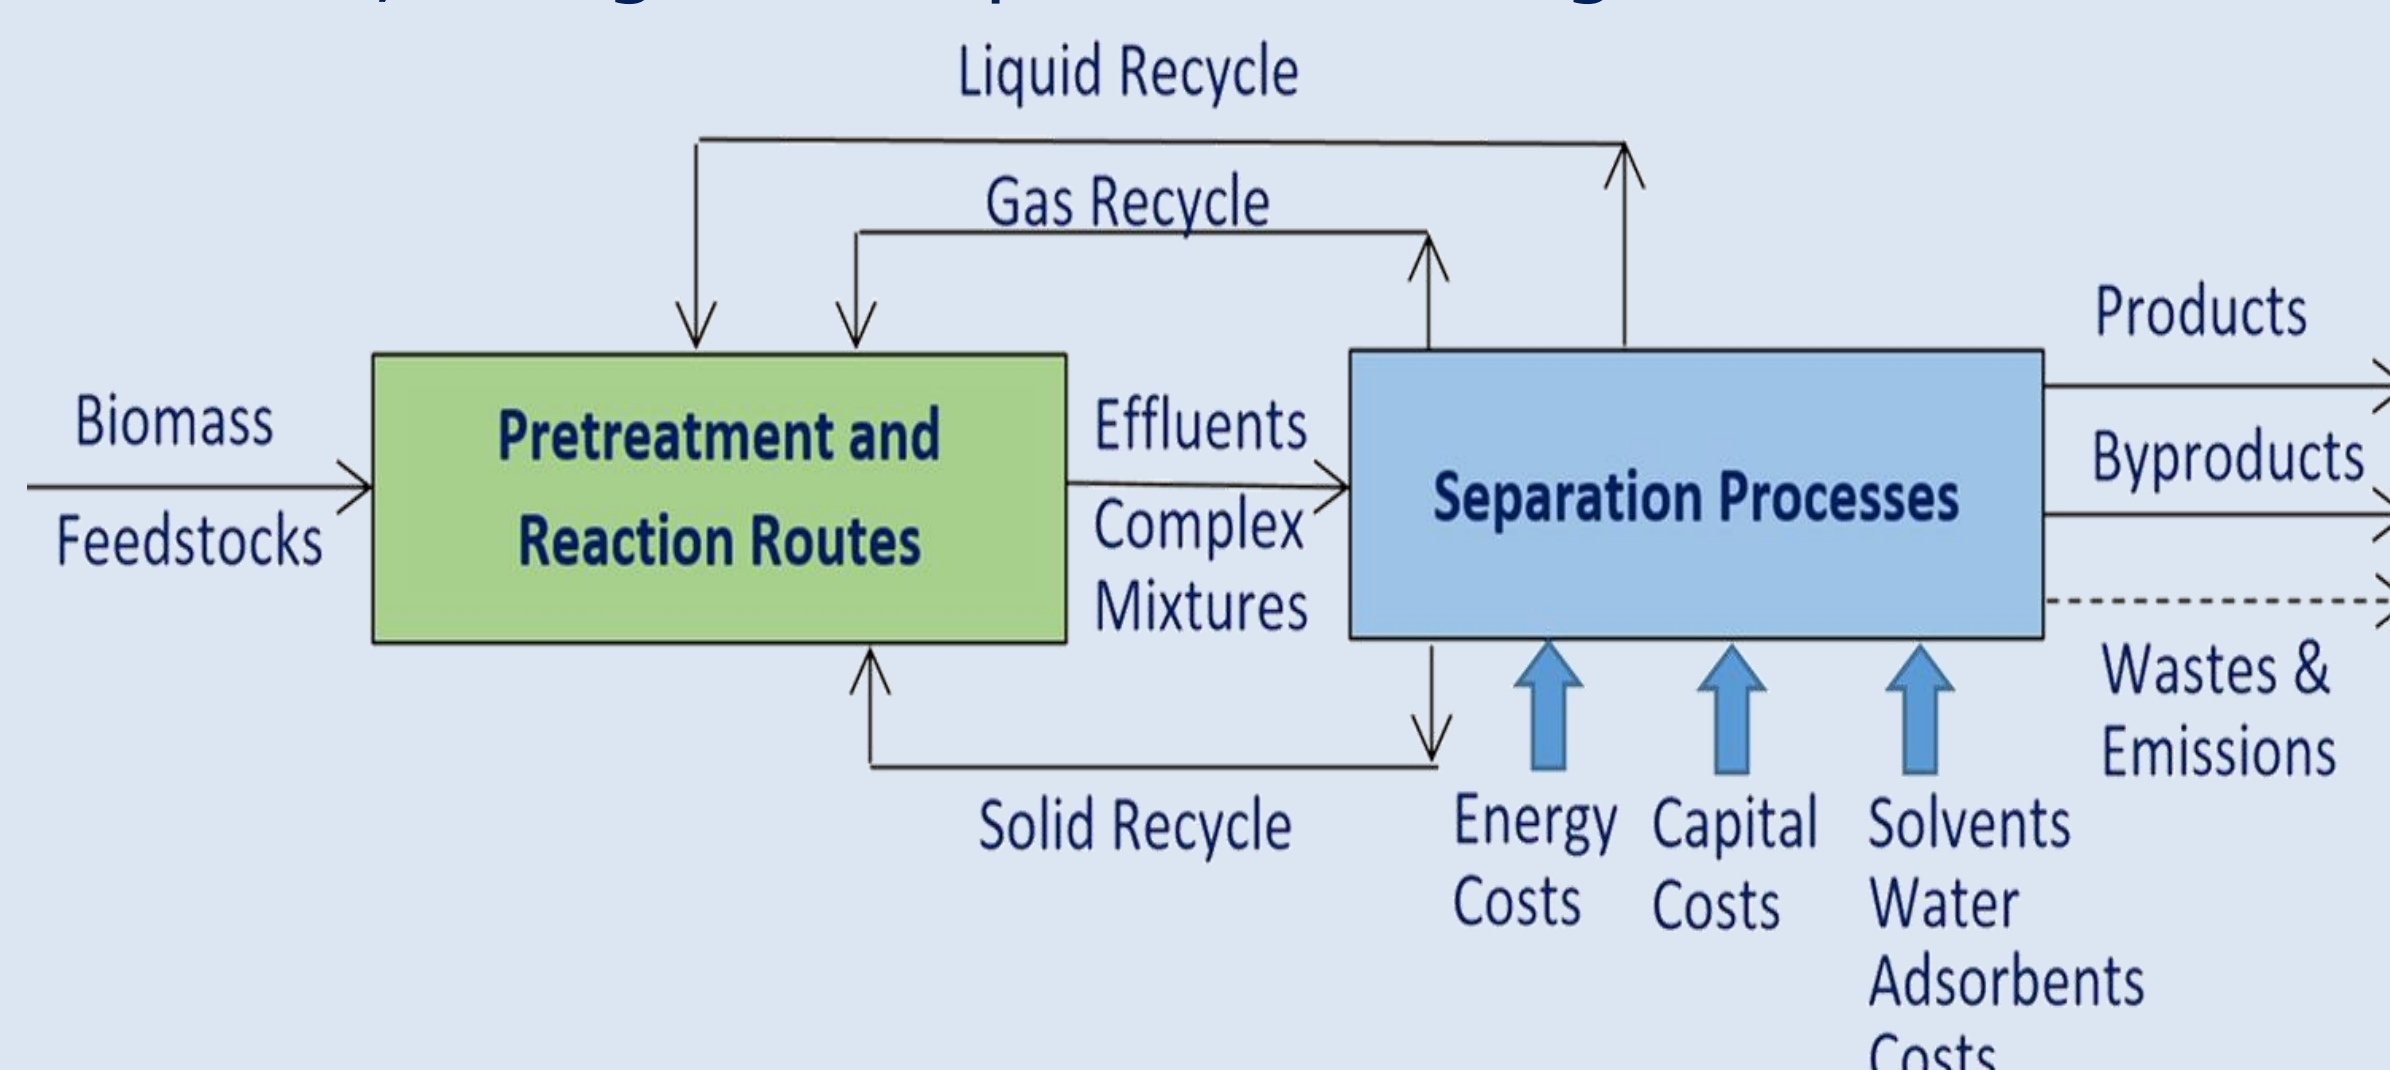 Liquid Recycle
Gas Recycle
Products
Biomass
Feedstocks
Pretreatment and
Reaction Routes
Effluents
Complex
Mixtures
Separation Processes
Byproducts
Wastes &
Emissions
Solid Recycle
Energy
Costs
Capital
Costs
Solvents
Water
Adsorbents
Costs